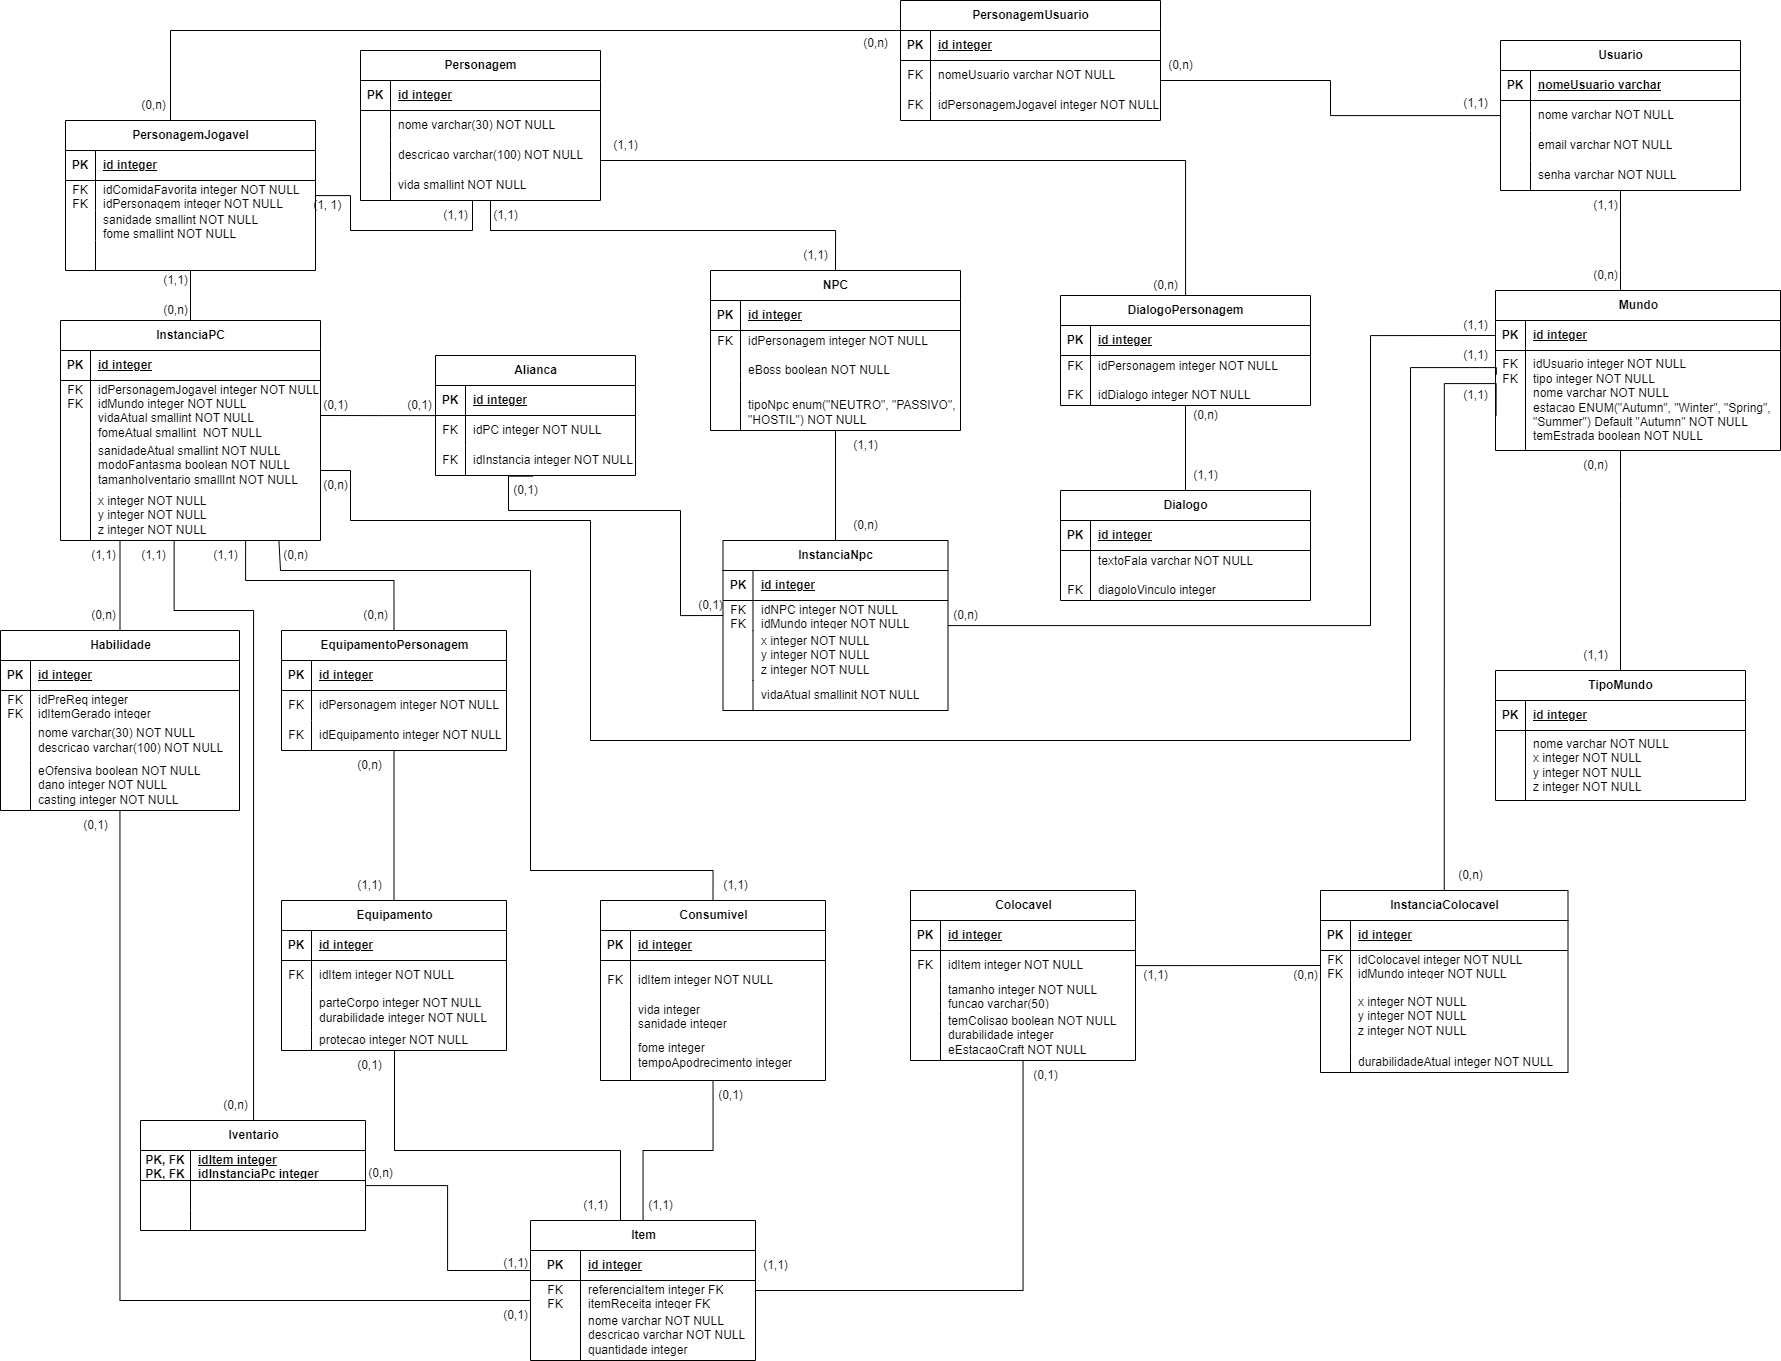 PersonagemUsuario
PK id integer
FK nomeUsuario varchar NOT NULL
FK idPersonagemJogavel integer NOT NULL
(0,n)
(0,n)
(0,n)
(1,1)
Usuario
PK nomeUsuario varchar
nome varchar NOT NULL
email varchar NOT NULL
senha varchar NOT NULL
(1,1)
(0,n)
Personagem
PK id integer
nome varchar(30) NOT NULL
descricao varchar(100) NOT NULL
vida smallint NOT NULL
(1,1)
(1,1)
(1,1)
(1, 1)
(1,1)
(0,n)
PersonagemJogavel
PK id integer
FK idComidaFavorita integer NOT NULL
FK idPersonagem integer NOT NULL
sanidade smallint NOT NULL
fome smallint NOT NULL
(1,1)
(0,n)
NPC
PK id integer
FK idPersonagem integer NOT NULL
eBoss boolean NOT NULL
tipoNpc enum("NEUTRO", "PASSIVO",
"HOSTIL") NOT NULL
(1,1)
(0,n)
DialogoPersonagem
PK id integer
FK idPersonagem integer NOT NULL
FK idDialogo integer NOT NULL
(0,n)
(1,1)
Mundo
PK id integer
FK idUsuario integer NOT NULL
FK tipo integer NOT NULL
nome varchar NOT NULL
estacao ENUM("Autumn", "Winter", "Spring",
"Summer") Default "Autumn" NOT NULL
temEstrada boolean NOT NULL
(1,1)
(1,1)
(1,1)
(0,n)
(1,1)
InstanciaPC
PK id integer
FK idPersonagemJogavel integer NOT NULL
FK idMundo integer NOT NULL
vidaAtual smallint NOT NULL
fomeAtual smallint NOT NULL
sanidadeAtual smallint NOT NULL
modoFantasma boolean NOT NULL
tamanhoIventario smallInt NOT NULL
x integer NOT NULL
y integer NOT NULL
z integer NOT NULL
(0,1)
(0,1)
(0,n)
(1,1)
(1,1)
(1,1)
(0,n)
Alianca
PK id integer
FK idPC integer NOT NULL
FK idInstancia integer NOT NULL
(0,1)
(0,1)
Dialogo
PK id integer
textoFala varchar NOT NULL
FK diagoloVinculo integer
InstanciaNpc
PK id integer
FK idNPC integer NOT NULL
FK idMundo integer NOT NULL
x integer NOT NULL
y integer NOT NULL
z integer NOT NULL
vidaAtual smallinit NOT NULL
(0,n)
(0,n)
(0,n)
Habilidade
PK id integer
FK idPreReq integer
FK idItemGerado integer
nome varchar(30) NOT NULL
descricao varchar(100) NOT NULL
eOfensiva boolean NOT NULL
dano integer NOT NULL
casting integer NOT NULL
(0,1)
EquipamentoPersonagem
PK id integer
FK idPersonagem integer NOT NULL
FK idEquipamento integer NOT NULL
(0,n)
(1,1)
TipoMundo
PK id integer
nome varchar NOT NULL
x integer NOT NULL
y integer NOT NULL
z integer NOT NULL
Equipamento
PK id integer
FK idItem integer NOT NULL
parteCorpo integer NOT NULL
durabilidade integer NOT NULL
protecao integer NOT NULL
(0,1)
(1,1)
Consumivel
PK id integer
FK idItem integer NOT NULL
vida integer
sanidade integer
fome integer
tempoApodrecimento integer
(0,1)
Colocavel
PK id integer
FK idItem integer NOT NULL
tamanho integer NOT NULL
funcao varchar(50)
temColisao boolean NOT NULL
durabilidade integer
eEstacaoCraft NOT NULL
(1,1)
(0,n)
(0,1)
(0,n)
InstanciaColocavel
PK id integer
FK idColocavel integer NOT NULL
FK idMundo integer NOT NULL
x integer NOT NULL
y integer NOT NULL
z integer NOT NULL
durabilidadeAtual integer NOT NULL
(0,n)
Iventario
PK, FK idItem integer
PK, FK idInstanciaPc integer
(0,n)
(1,1)
(1,1)
(1,1)
(1,1)
(0,1)
Item
PK id integer
FK referenciaItem integer FK
FK itemReceita integer FK
nome varchar NOT NULL
descricao varchar NOT NULL
quantidade integer